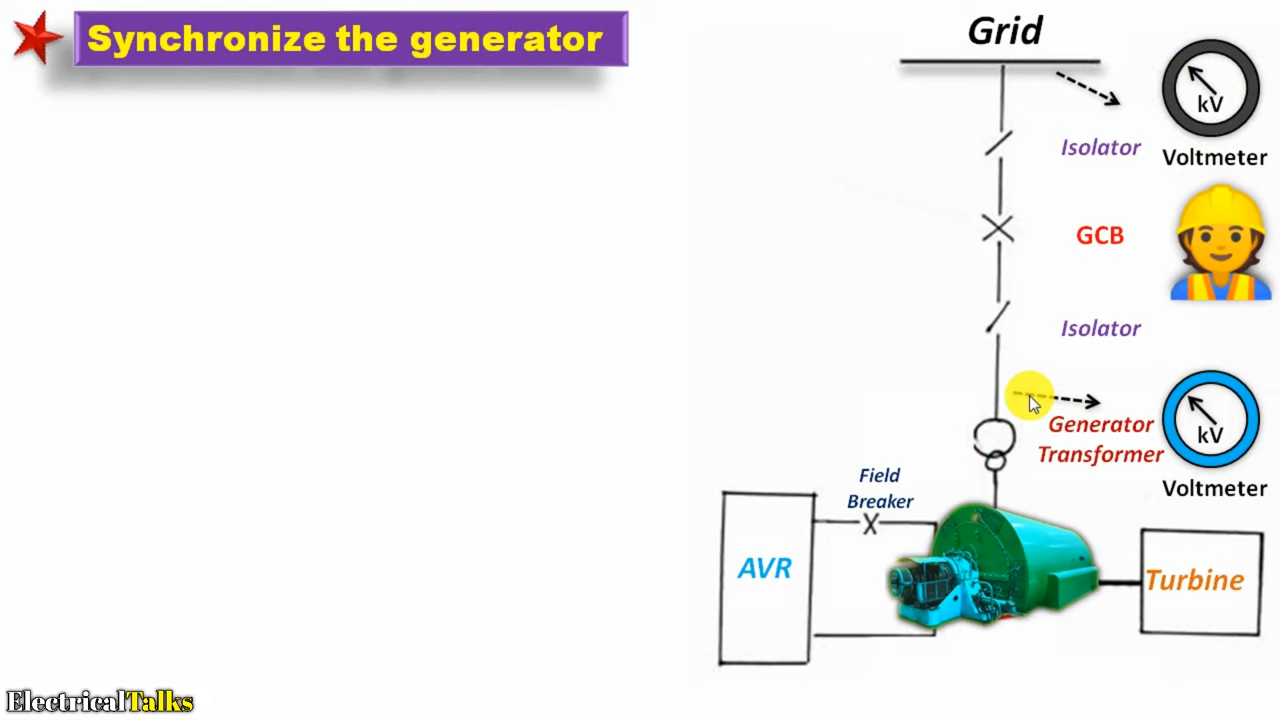 Synchronize the generator
Grid
kV
Isolator
Voltmeter
GCB
Isolator
Generator
Transformer
kV
Voltmeter
Field
Breaker
AVR
Turbine
ElectricalTalks